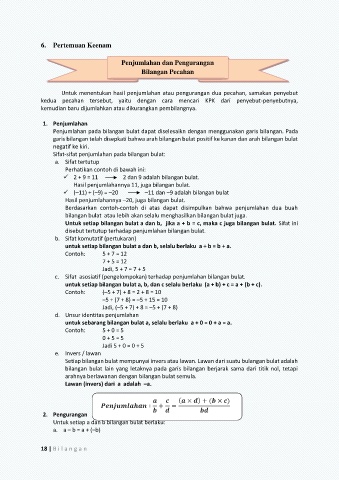 6. Pertemuan Keenam
Penjumlahan dan Pengurangan
Bilangan Pecahan
Untuk menentukan hasil penjumlahan atau pengurangan dua pecahan, samakan penyebut
kedua pecahan tersebut, yaitu dengan cara mencari KPK dari penyebut-penyebutnya,
kemudian baru dijumlahkan atau dikurangkan pembilangnya.
1. Penjumlahan
Penjumlahan pada bilangan bulat dapat diselesaikn dengan menggunakan garis bilangan. Pada
garis bilangan telah disepkati bahwa arah bilangan bulat positif ke kanan dan arah bilangan bulat
negatif ke kiri.
Sifat-sifat penjumlahan pada bilangan bulat:
a. Sifat tertutup
Perhatikan contoh di bawah ini:
✓ 2 + 9 = 11 → 2 dan 9 adalah bilangan bulat.
Hasil penjumlahannya 11, juga bilangan bulat.
✓ (–11) + (–9) = –20 → –11 dan –9 adalah bilangan bulat
Hasil penjumlahannya –20, juga bilangan bulat.
Berdasarkan contoh-contoh di atas dapat disimpulkan bahwa penjumlahan dua buah
bilangan bulat atau lebih akan selalu menghasilkan bilangan bulat juga.
Untuk setiap bilangan bulat a dan b, jika a + b = c, maka c juga bilangan bulat. Sifat ini
disebut tertutup terhadap penjumlahan bilangan bulat.
b. Sifat komutatif (pertukaran)
untuk setiap bilangan bulat a dan b, selalu berlaku a + b = b + a.
Contoh: 5 + 7 = 12
7 + 5 = 12
Jadi, 5 + 7 = 7 + 5
c. Sifat asosiatif (pengelompokan) terhadap penjumlahan bilangan bulat.
untuk setiap bilangan bulat a, b, dan c selalu berlaku (a + b) + c = a + (b + c).
Contoh: (–5 + 7) + 8 = 2 + 8 = 10
–5 + (7 + 8) = –5 + 15 = 10
Jadi, (–5 + 7) + 8 = –5 + (7 + 8)
d. Unsur identitas penjumlahan
untuk sebarang bilangan bulat a, selalu berlaku a + 0 = 0 + a = a.
Contoh: 5 + 0 = 5
0 + 5 = 5
Jadi 5 + 0 = 0 + 5
e. Invers / lawan
Setiap bilangan bulat mempunyai invers atau lawan. Lawan dari suatu bulangan bulat adalah
bilangan bulat lain yang letaknya pada garis bilangan berjarak sama dari titik nol, tetapi
arahnya berlawanan dengan bilangan bulat semula.
Lawan (invers) dari a adalah –a.
Penjumlahan : a/b + c/d = (a × d) + (b × c)/bd
2. Pengurangan
Untuk setiap a dan b bilangan bulat berlaku:
a. a – b = a + (–b)
18 | Bilangan